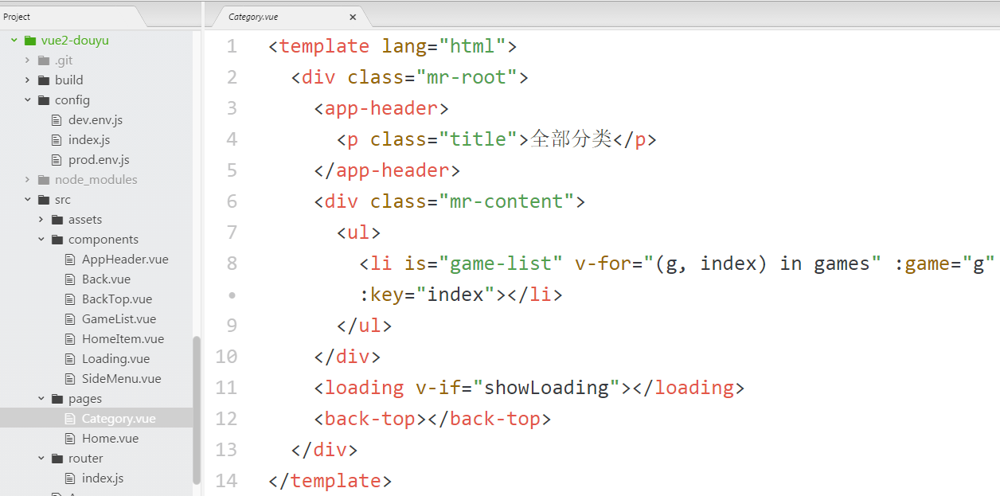 Project
vue2-douyu
.git
build
config
dev.env.js
index.js
prod.env.js
node_modules
src
assets
components
AppHeader.vue
Back.vue
BackTop.vue
GameList.vue
HomeItem.vue
Loading.vue
SideMenu.vue
pages
Category.vue
Home.vue
router
index.js
Category.vue ×
1 <template lang="html">
2 <div class="mr-root">
3 <app-header>
4 <p class="title">全部分类</p>
5 </app-header>
6 <div class="mr-content">
7 <ul>
8 <li is="game-list" v-for="(g, index) in games" :game="g"
• :key="index"></li>
9 </ul>
10 </div>
11 <loading v-if="showLoading"></loading>
12 <back-top></back-top>
13 </div>
14 </template>